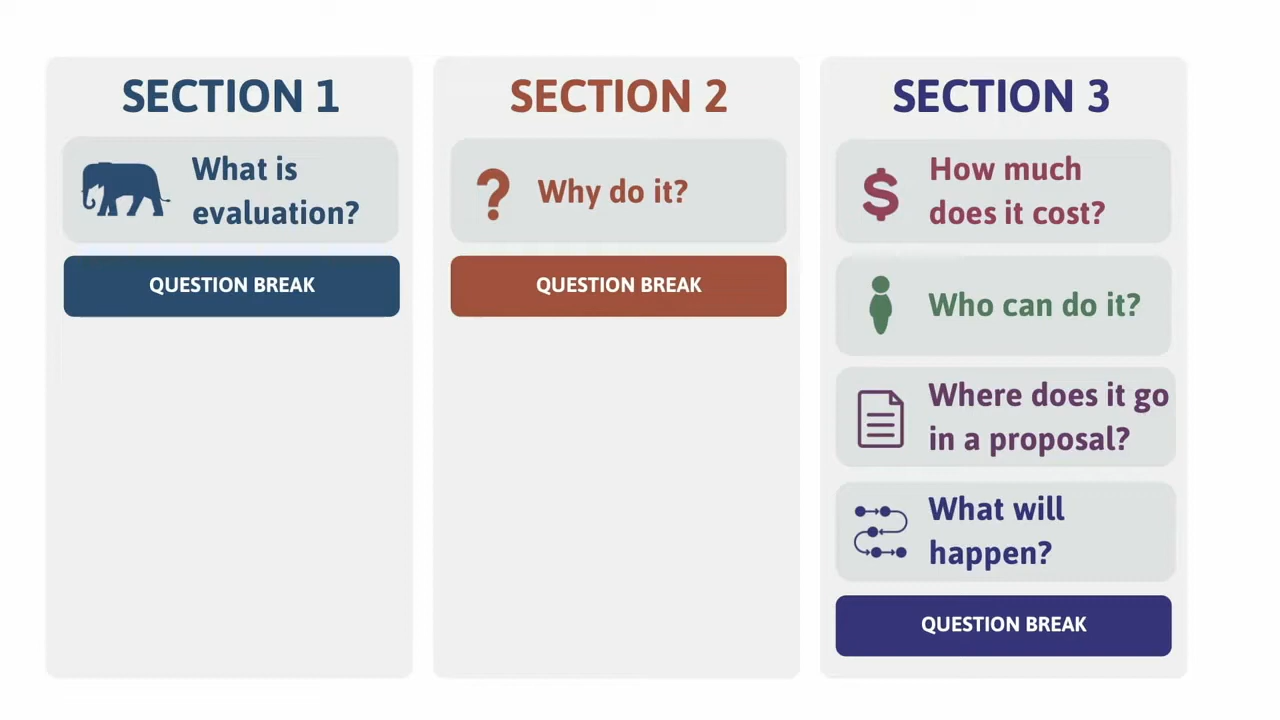 SECTION 1
What is
evaluation?
QUESTION BREAK
SECTION 2
Why do it?
QUESTION BREAK
SECTION 3
How much
does it cost?
Who can do it?
Where does it go
in a proposal?
What will
happen?
QUESTION BREAK